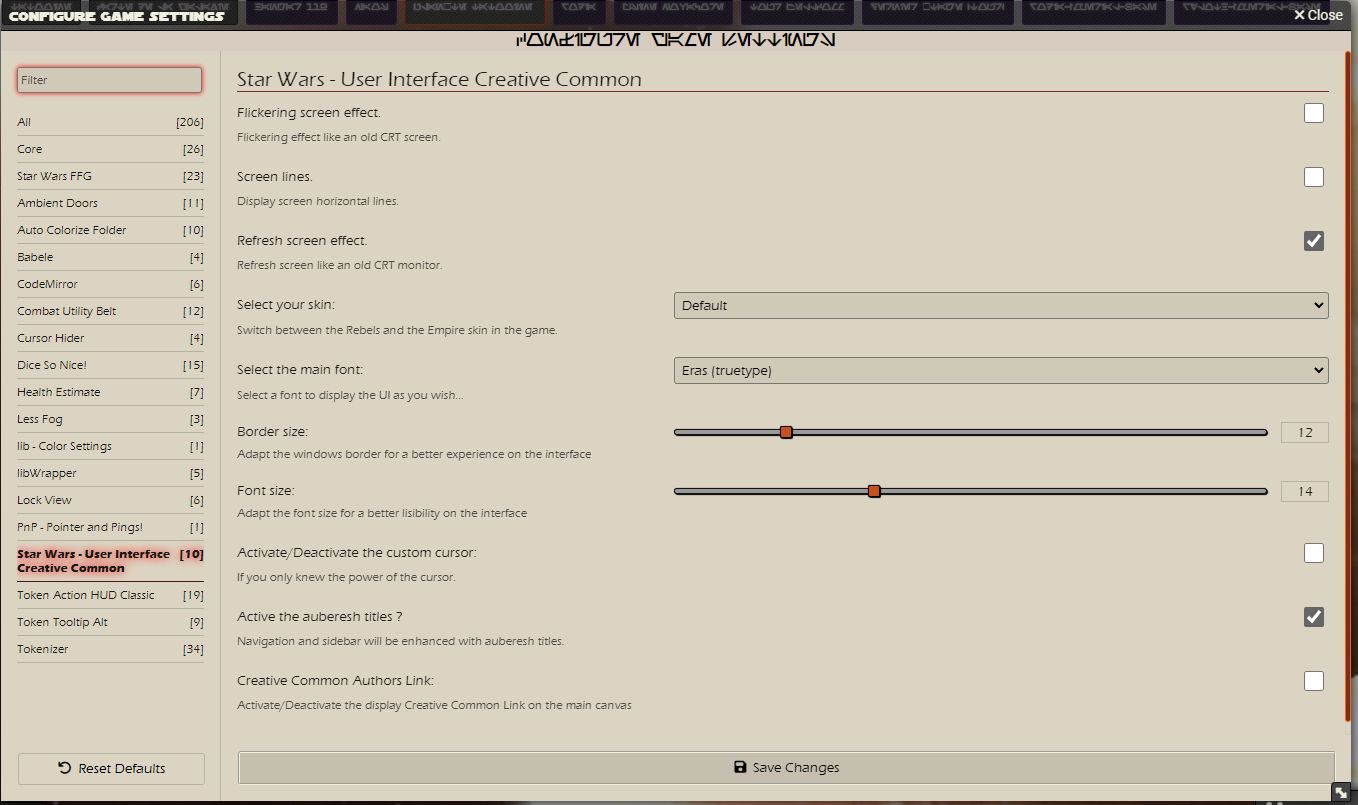 CONFIGURE GAME SETTINGS
Close
Filter
Star Wars - User Interface Creative Common
All [206]
Core [26]
Star Wars FFG [23]
Ambient Doors [11]
Auto Colorize Folder [10]
Babele [4]
CodeMirror [6]
Combat Utility Belt [12]
Cursor Hider [4]
Dice So Nice! [15]
Health Estimate [7]
Less Fog [3]
lib - Color Settings [1]
libWrapper [5]
Lock View [6]
PnP - Pointer and Pings! [1]
Star Wars - User Interface [10]
Creative Common
Token Action HUD Classic [19]
Token Tooltip Alt [9]
Tokenizer [34]
Reset Defaults
Flickering screen effect.
Flickering effect like an old CRT screen.
Screen lines.
Display screen horizontal lines.
Refresh screen effect.
Refresh screen like an old CRT monitor.
Select your skin:
Default
Switch between the Rebels and the Empire skin in the game.
Select the main font:
Eras (truetype)
Select a font to display the UI as you wish...
Border size:
12
Adapt the windows border for a better experience on the interface
Font size:
14
Adapt the font size for a better lisibility on the interface
Activate/Deactivate the custom cursor:
If you only knew the power of the cursor.
Active the auberesh titles ?
Navigation and sidebar will be enhanced with auberesh titles.
Creative Common Authors Link:
Activate/Deactivate the display Creative Common Link on the main canvas
Save Changes